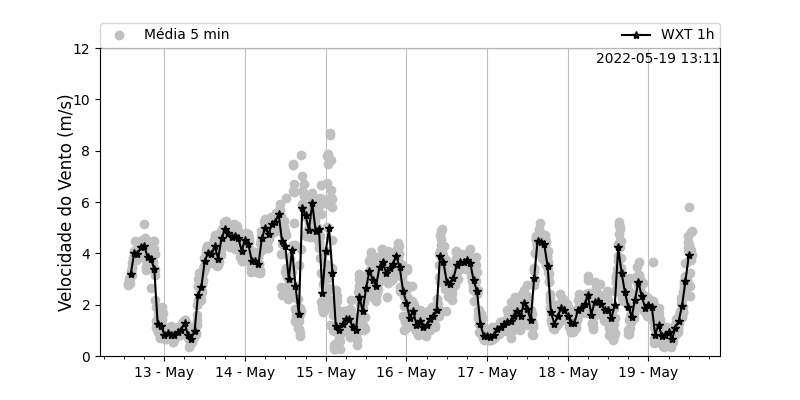 Média 5 min
WXT 1h
2022-05-19 13:11
Velocidade do Vento (m/s)
12
10
8
6
4
2
0
13 - May
14 - May
15 - May
16 - May
17 - May
18 - May
19 - May